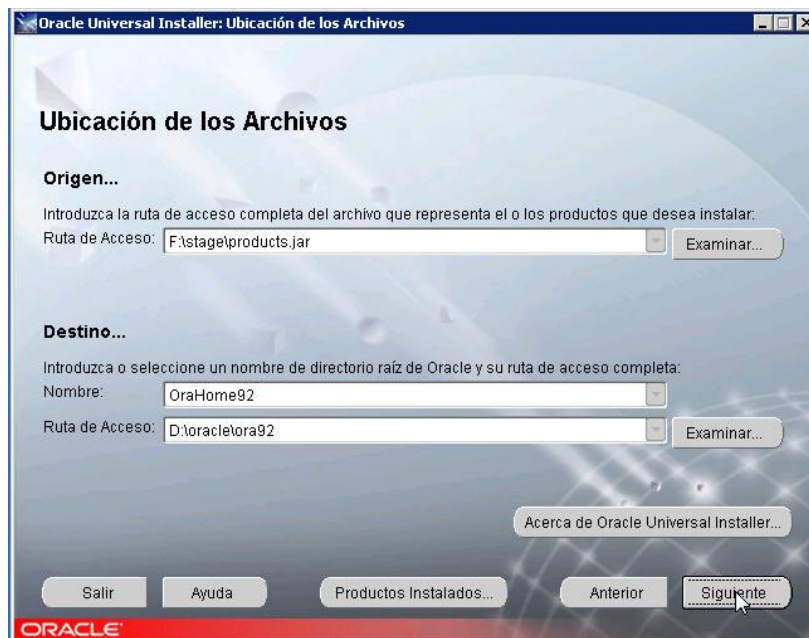 Oracle Universal Installer: Ubicación de los Archivos
Ubicación de los Archivos
Origen...
Introduzca la ruta de acceso completa del archivo que representa el o los productos que desea instalar:
Ruta de Acceso: F:\stage\products.jar Examinar...
Destino...
Introduzca o seleccione un nombre de directorio raíz de Oracle y su ruta de acceso completa:
Nombre: OraHome92
Ruta de Acceso: D:\oracle\ora92 Examinar...
Acerca de Oracle Universal Installer...
Salir Ayuda Productos Instalados... Anterior Siguiente
ORACLE